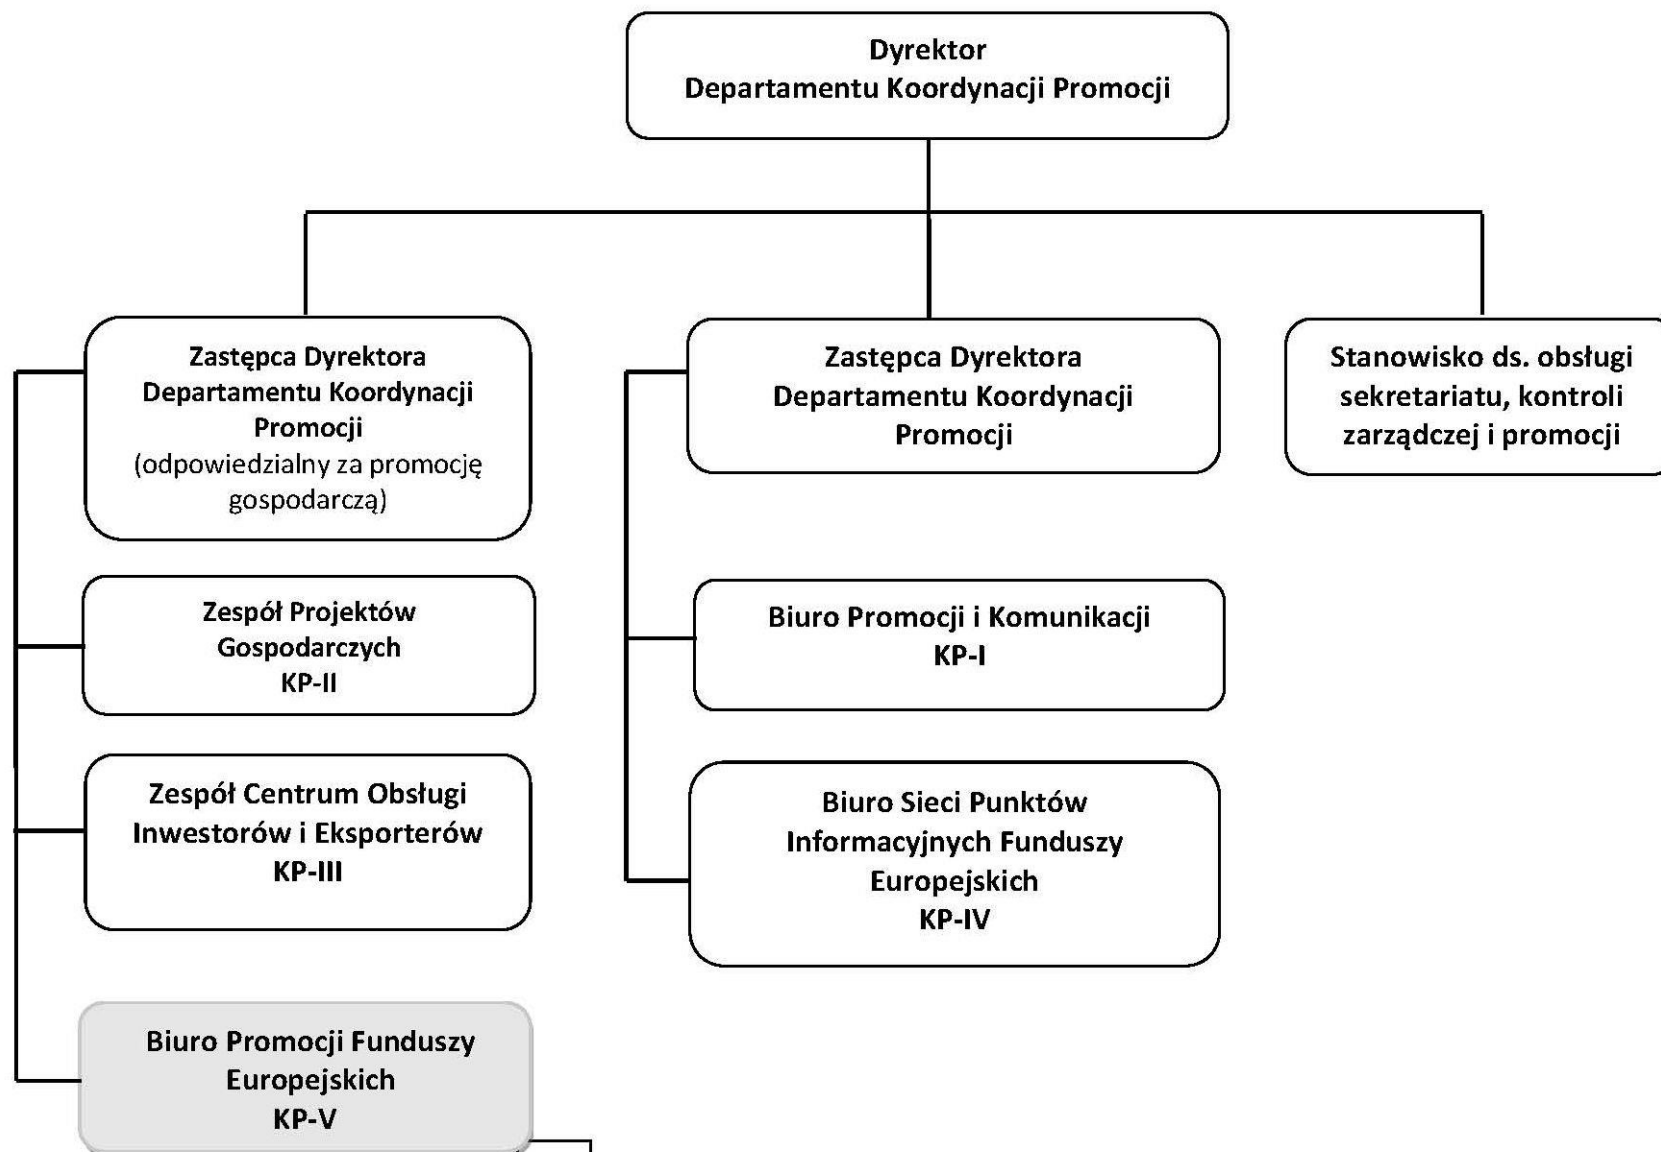 Dyrektor
Departamentu Koordynacji Promocji
Zastępca Dyrektora
Departamentu Koordynacji
Promocji
(odpowiedzialny za promocję
gospodarczą)
Zastępca Dyrektora
Departamentu Koordynacji
Promocji
Stanowisko ds. obsługi
sekretariatu, kontroli
zarządczej i promocji
Zespół Projektów
Gospodarczych
KP-II
Biuro Promocji i Komunikacji
KP-I
Zespół Centrum Obsługi
Inwestorów i Eksporterów
KP-III
Biuro Sieci Punktów
Informacyjnych Funduszy
Europejskich
KP-IV
Biuro Promocji Funduszy
Europejskich
KP-V